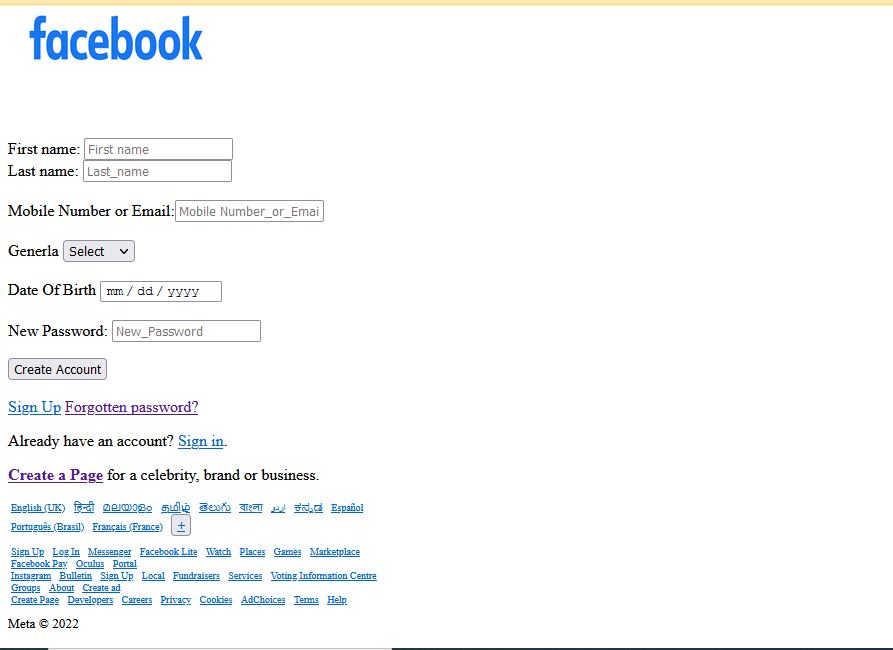 facebook
First name: First name
Last name: Last_name
Mobile Number or Email: Mobile Number_or_Emai
Generla Select
Date Of Birth mm / dd / yyyy
New Password: New_Password
Create Account
Sign Up Forgotten password?
Already have an account? Sign in.
Create a Page for a celebrity, brand or business.
English (UK) हिन्दी മലയാളം தமிழ் తెలుగు বাংলা اردو ಕನ್ನಡ Español
Português (Brasil) Français (France) +
Sign Up Log In Messenger Facebook Lite Watch Places Games Marketplace
Facebook Pay Oculus Portal
Instagram Bulletin Sign Up Local Fundraisers Services Voting Information Centre
Groups About Create ad
Create Page Developers Careers Privacy Cookies AdChoices Terms Help
Meta © 2022